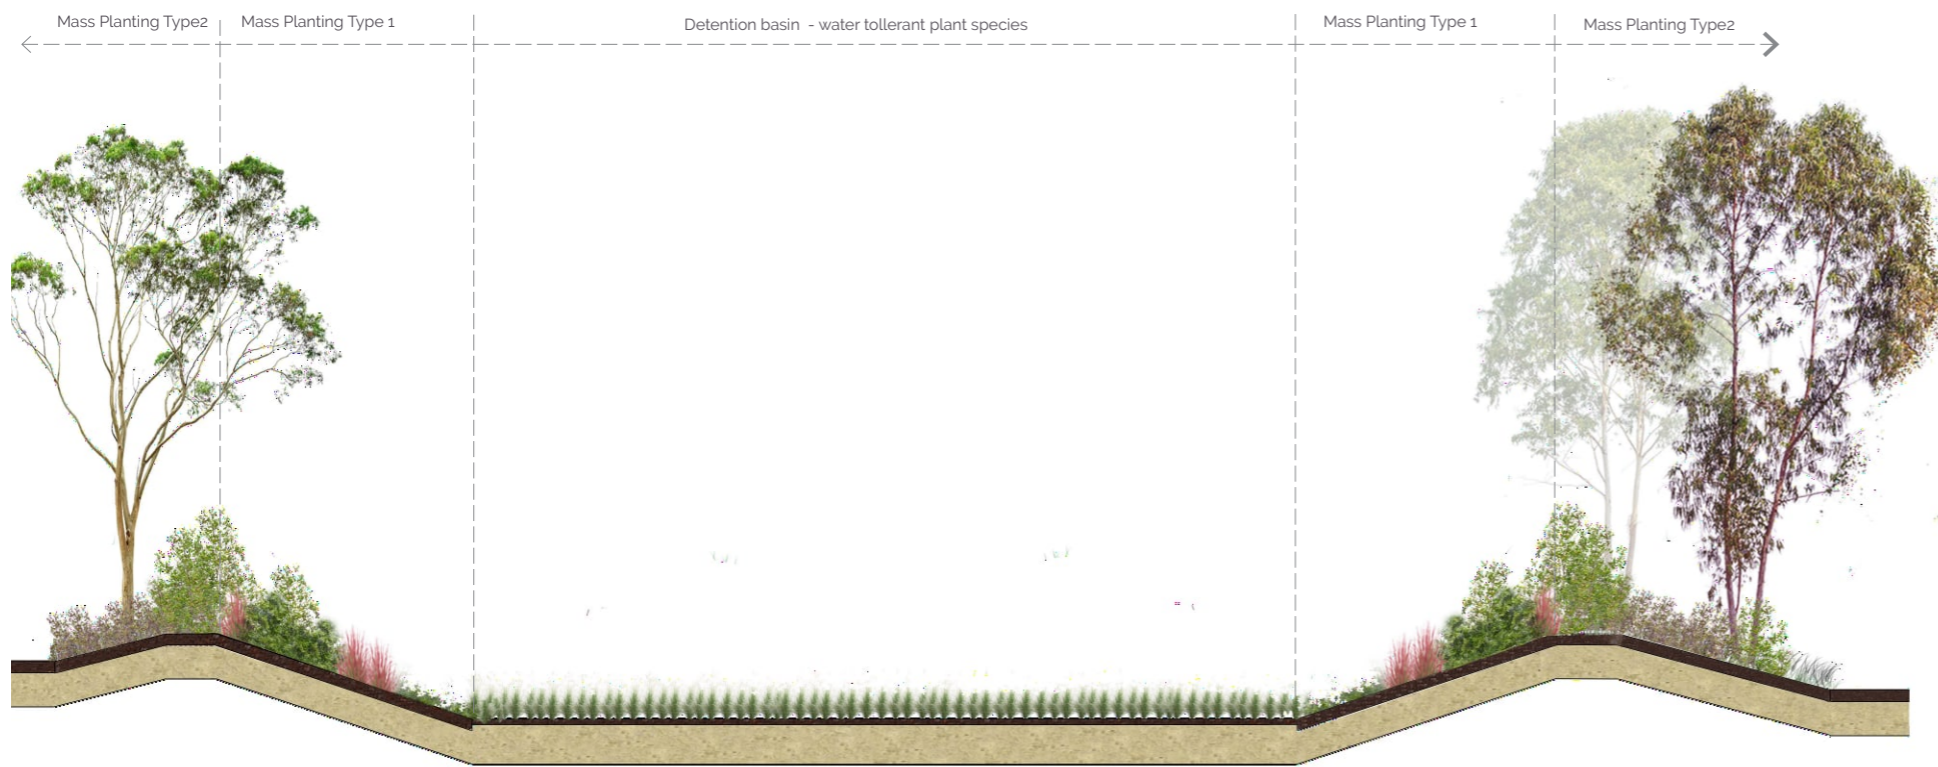 Mass Planting Type2
Mass Planting Type 1
Detention basin - water tollerant plant species
Mass Planting Type 1
Mass Planting Type2